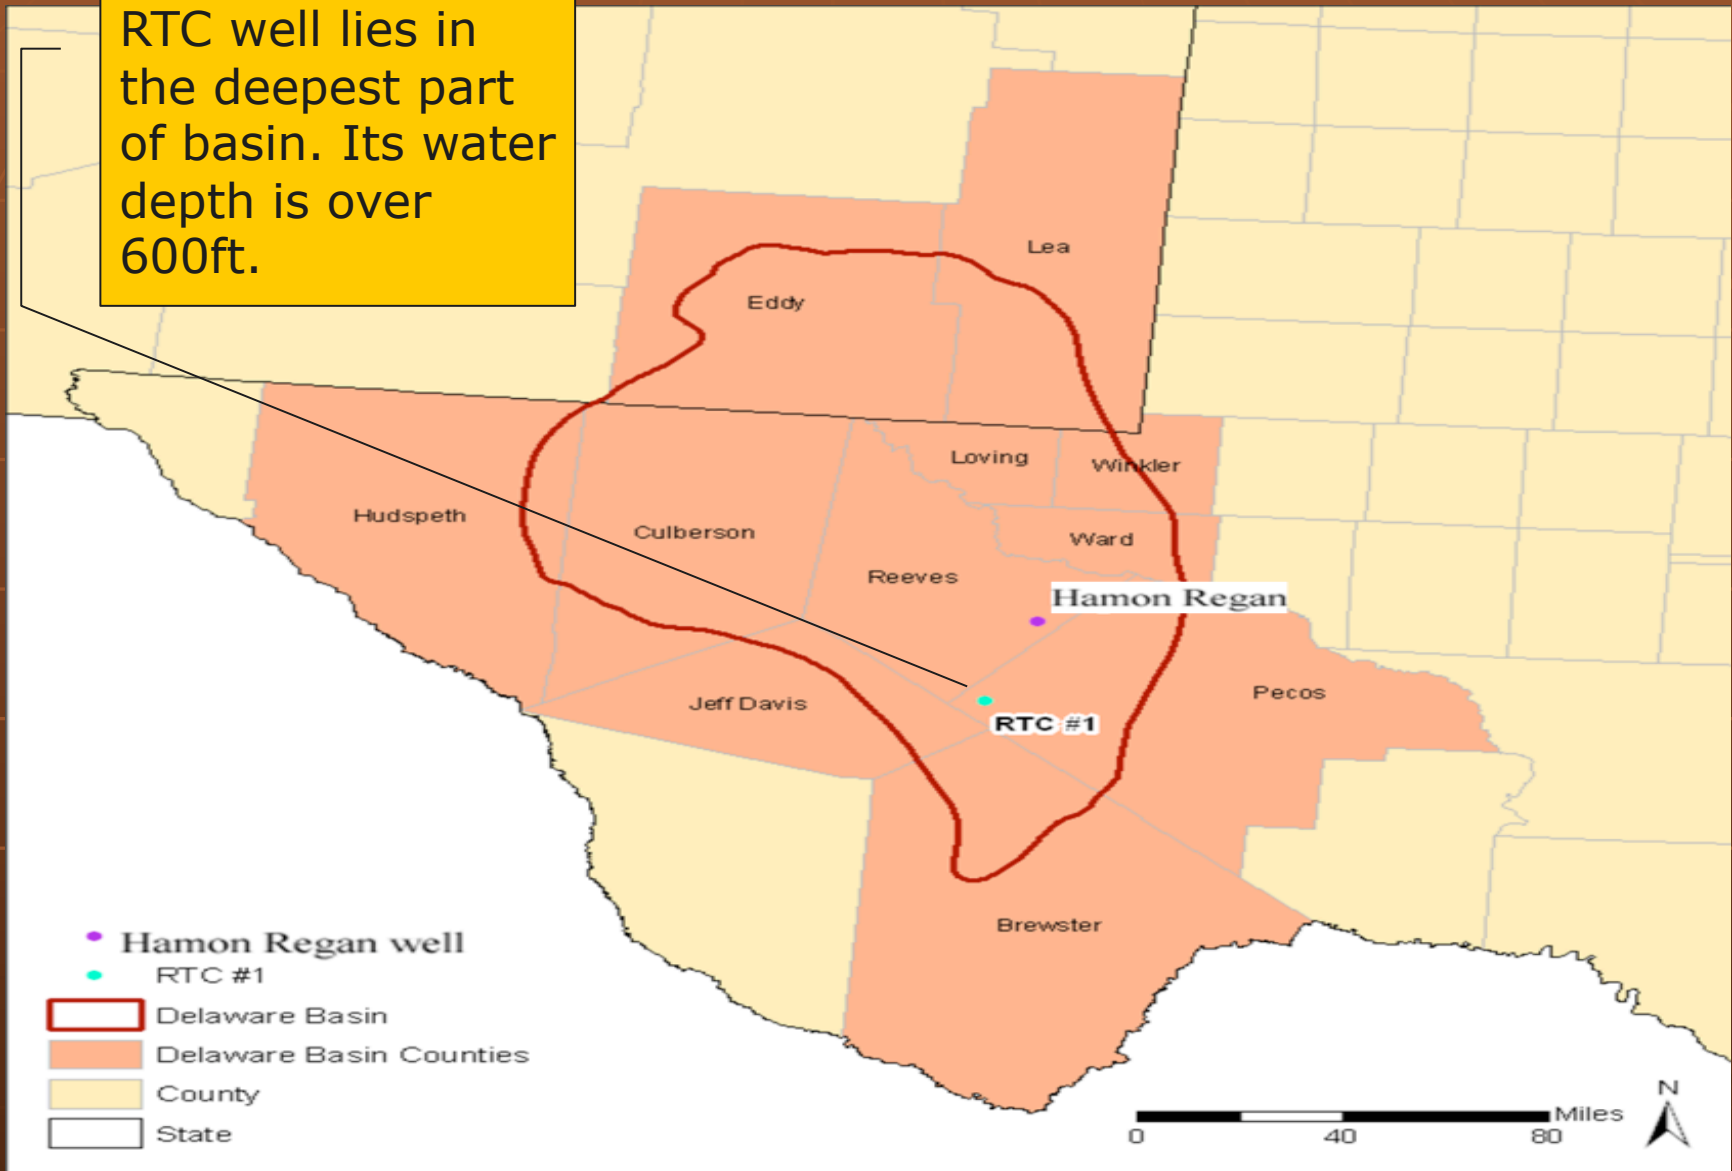 RTC well lies in
the deepest part
of basin. Its water
depth is over
600ft.
Lea
Eddy
Loving
Winkler
Hudspeth
Culberson
Ward
Reeves
Hamon Regan
Jeff Davis
Pecos
RTC #1
Brewster
Hamon Regan well
RTC #1
Delaware Basin
Delaware Basin Counties
County
State
N
Miles
0 40 80